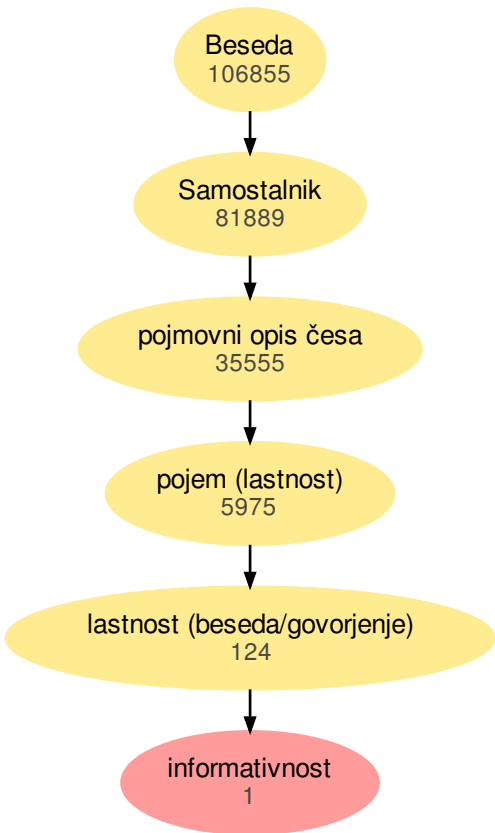 Beseda
106855
Samostalnik
81889
pojmovni opis česa
35555
pojem (lastnost)
5975
lastnost (beseda/govorjenje)
124
informativnost
1